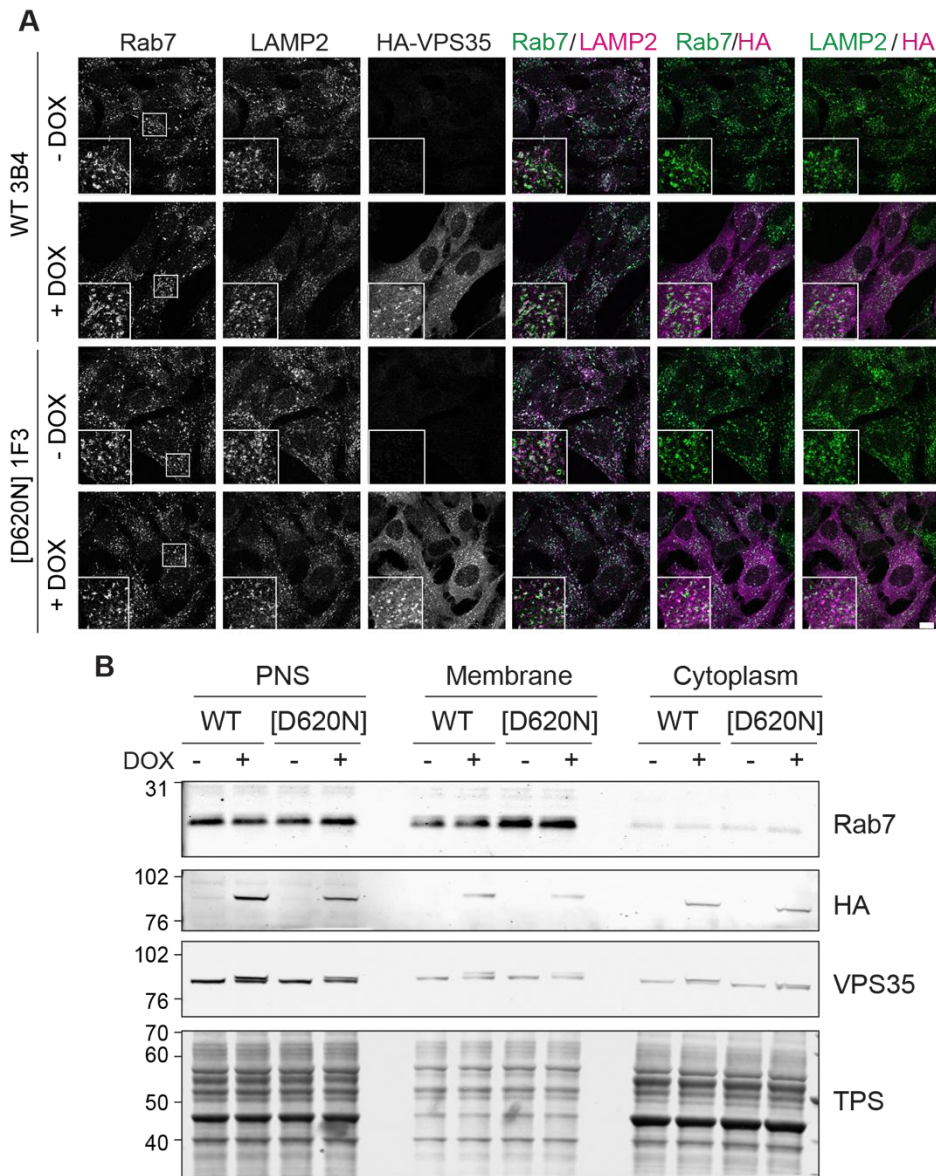 A
Rab7 LAMP2 HA-VPS35 Rab7/LAMP2 Rab7/HA LAMP2/HA
WT 3B4
- DOX
+ DOX
[D620N] 1F3
- DOX
+ DOX
B
PNS Membrane Cytoplasm
WT [D620N] WT [D620N] WT [D620N]
DOX - + - + - + - + - + - +
31
Rab7
102
HA
76
102
VPS35
76
70
60
TPS
50
40